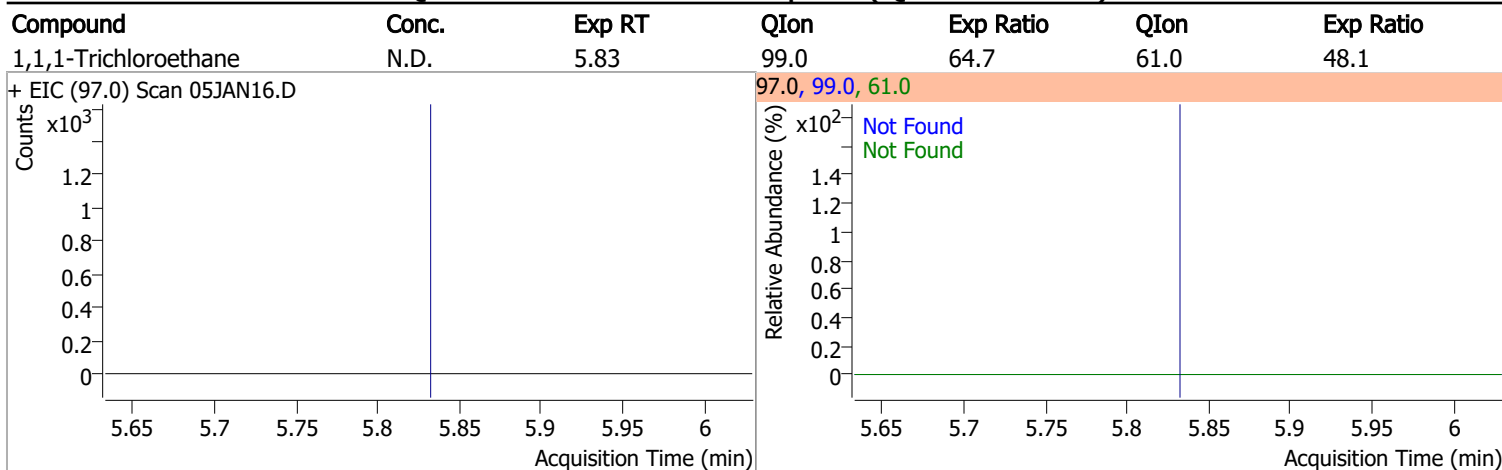 Compound Conc. Exp RT QIon Exp Ratio QIon Exp Ratio
1,1,1-Trichloroethane N.D. 5.83 99.0 64.7 61.0 48.1
+ EIC (97.0) Scan 05JAN16.D
Counts
x10³
1.2
1
0.8
0.6
0.4
0.2
0
5.65 5.7 5.75 5.8 5.85 5.9 5.95 6
Acquisition Time (min)
97.0, 99.0, 61.0
Relative Abundance (%)
x10²
Not Found
Not Found
1.4
1.2
1
0.8
0.6
0.4
0.2
0
5.65 5.7 5.75 5.8 5.85 5.9 5.95 6
Acquisition Time (min)